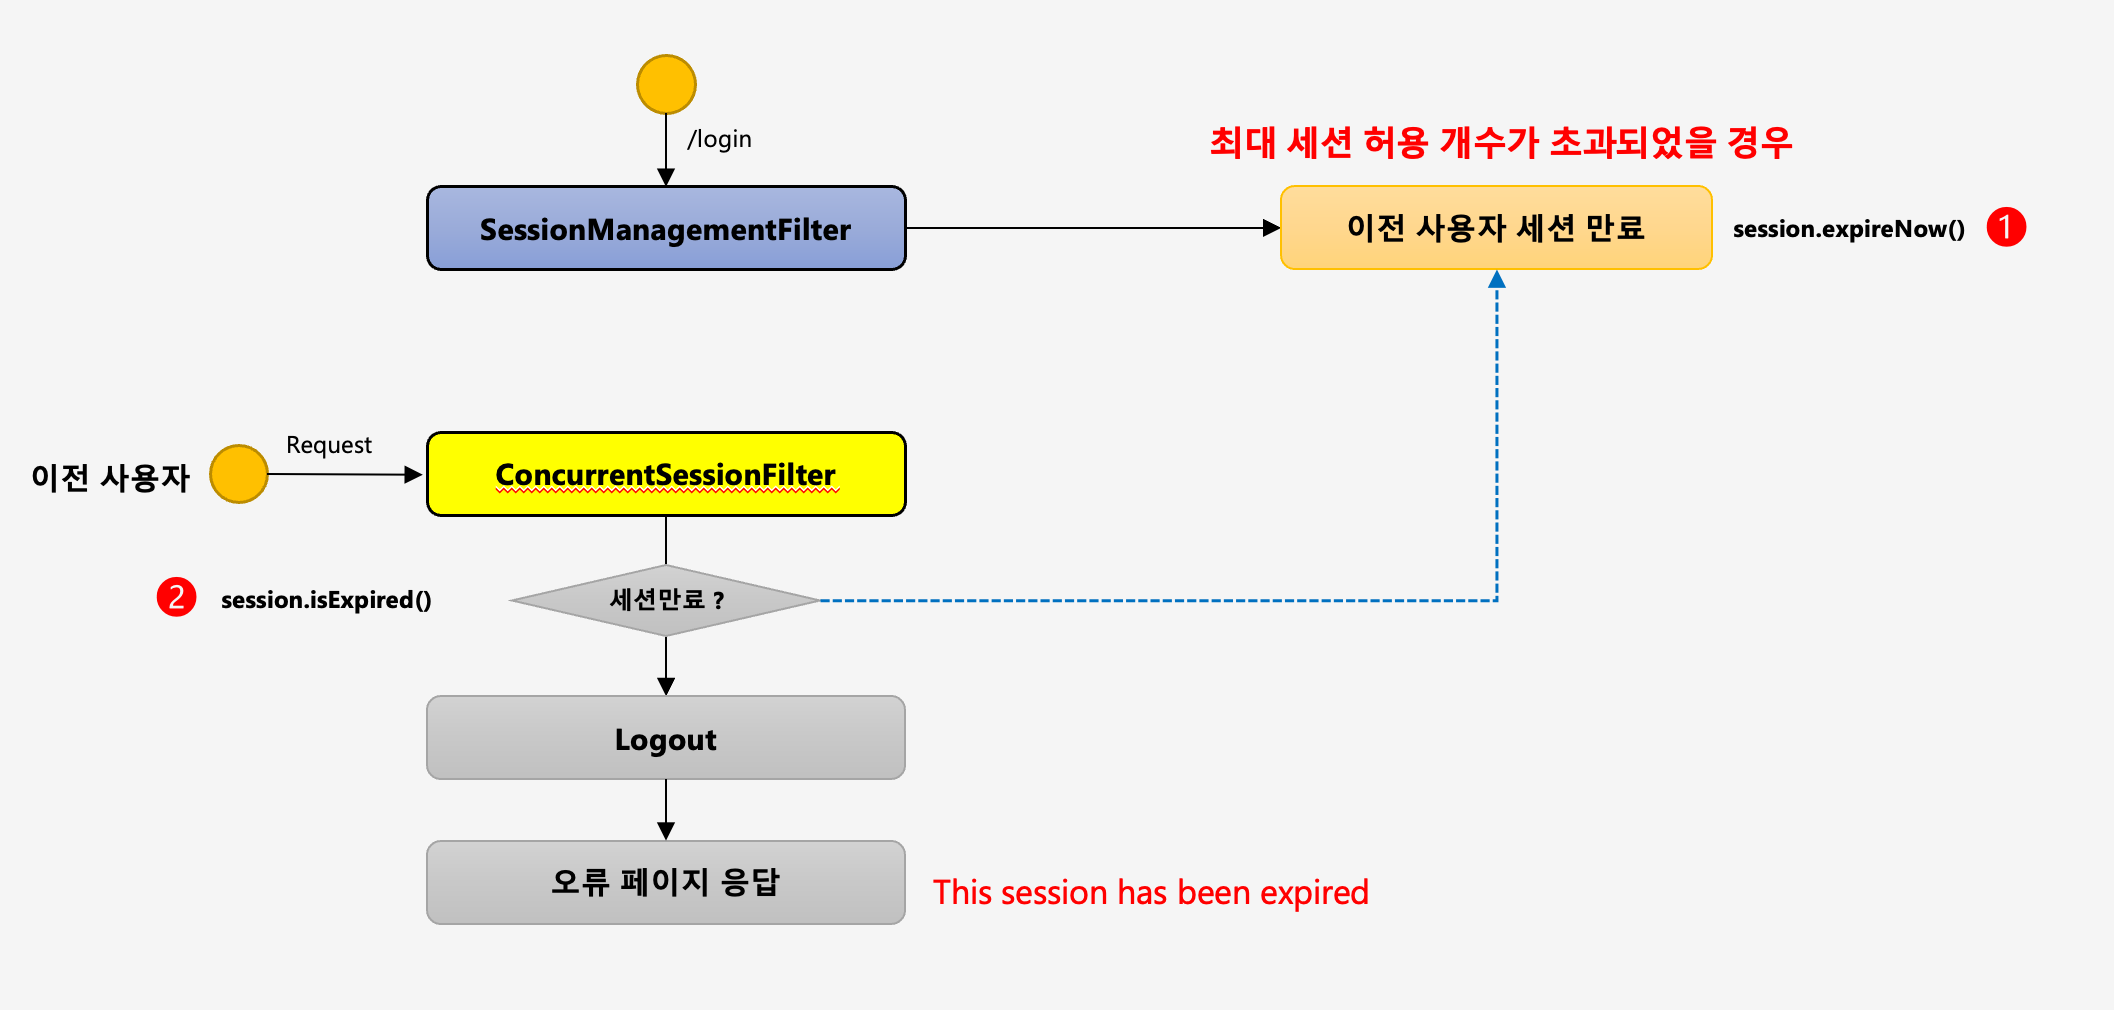 /login
최대 세션 허용 개수가 초과되었을 경우
SessionManagementFilter
이전 사용자 세션 만료
session.expireNow()
1
이전 사용자
Request
ConcurrentSessionFilter
2
session.isExpired()
세션만료 ?
Logout
오류 페이지 응답
This session has been expired